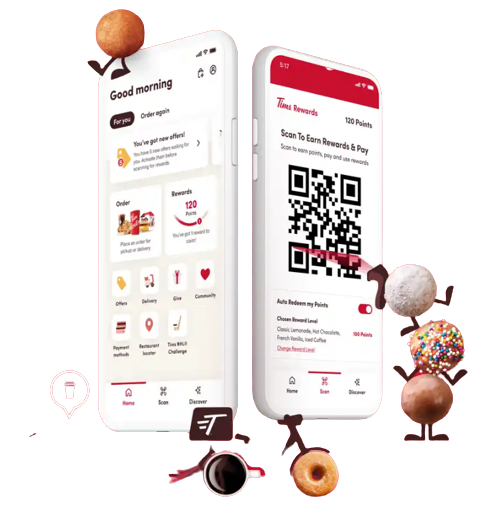 Good morning
For you
Order again
You've got new offers!
You have 5 new offers waiting for
you. Activate them before
scanning for rewards.
Order
Place an order for
pickup or delivery
Rewards
120
Points
You've got 1 reward to
claim!
Offers
Delivery
Give
Community
Payment
methods
Restaurant
locator
Tims NHL®
Challenge
Home
Scan
Discover
5:17
Tims Rewards
120 Points
Scan To Earn Rewards & Pay
Scan to earn points, pay and use rewards
Auto Redeem my Points
Chosen Reward Level
Classic Lemonade, Hot Chocolate,
French Vanilla, Iced Coffee
100 Points
Change Reward Level
Home
Scan
Discover